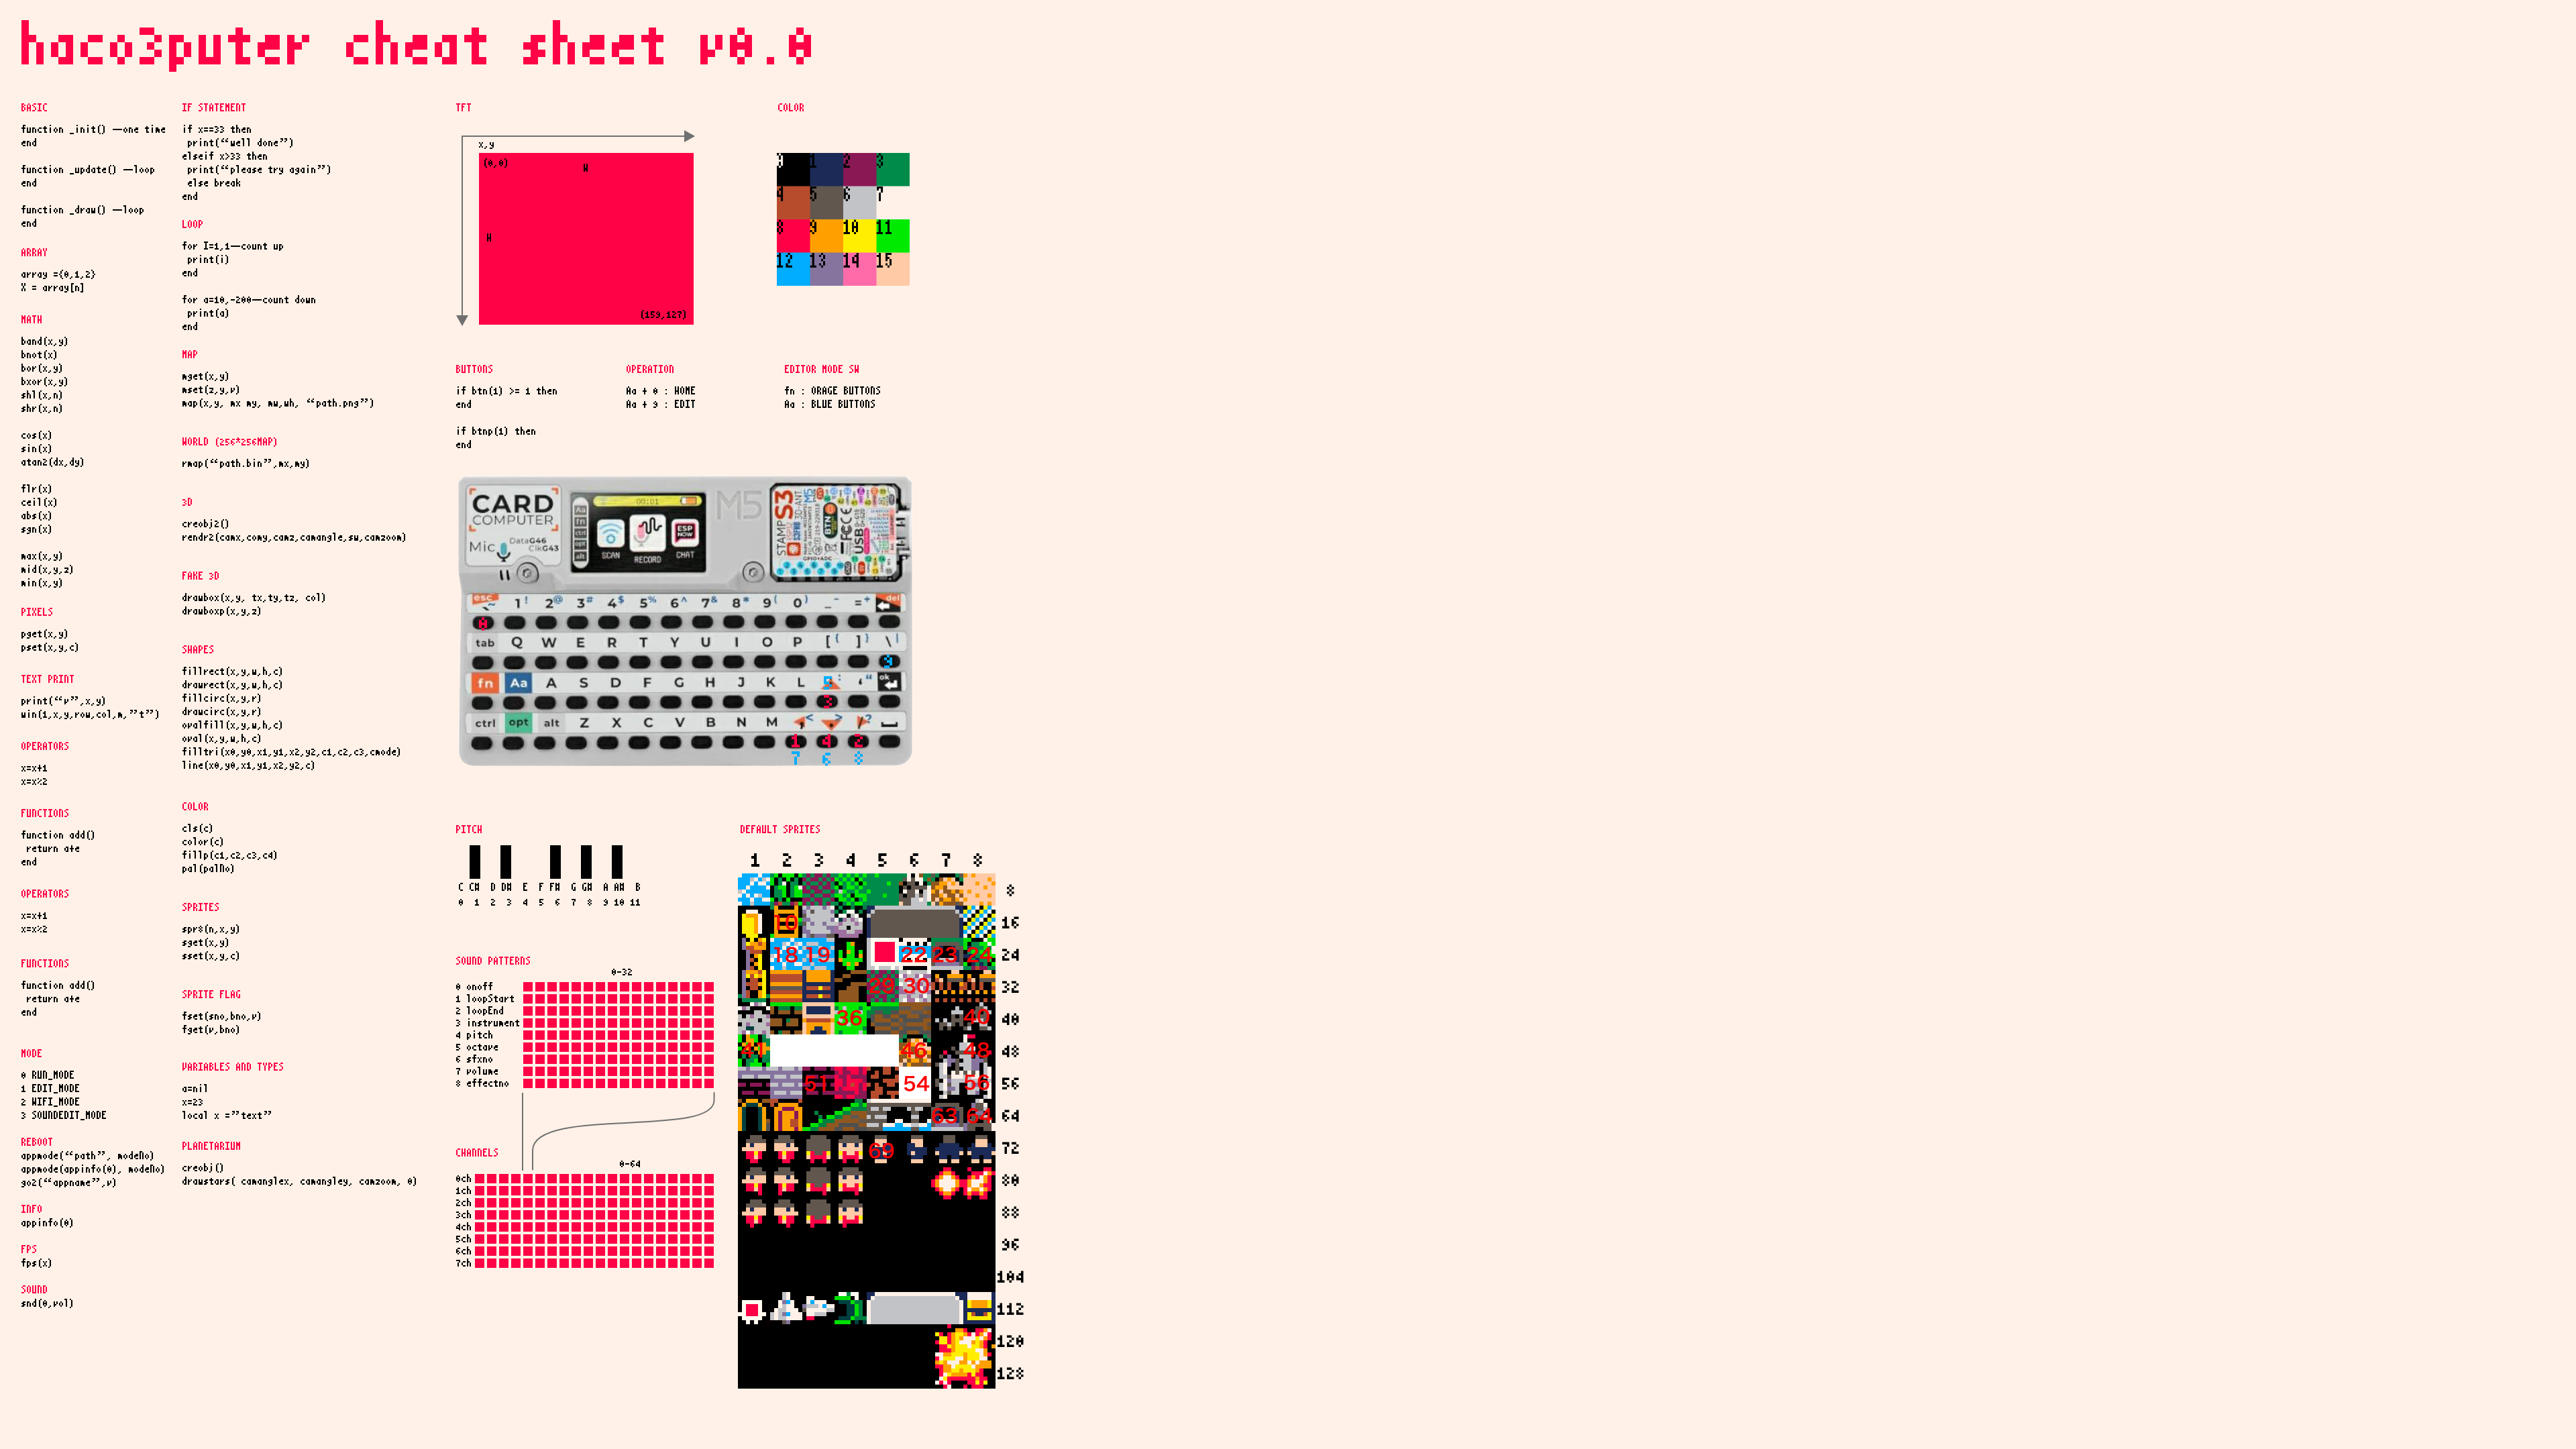 haco3puter cheat sheet v0.0
BASIC
function _init() --one time
end
function _update() --loop
end
function _draw() --loop
end
ARRAY
array ={0,1,2}
X = array[n]
MATH
band(x,y)
bnot(x)
bor(x,y)
bxor(x,y)
shl(x,n)
shr(x,n)
cos(x)
sin(x)
atan2(dx,dy)
flr(x)
ceil(x)
abs(x)
sgn(x)
max(x,y)
mid(x,y,z)
min(x,y)
PIXELS
pget(x,y)
pset(x,y,c)
TEXT PRINT
print(“v”,x,y)
win(1,x,y,row,col,m,”t”)
OPERATORS
x=x+1
x=x%2
FUNCTIONS
function add()
return a+e
end
OPERATORS
x=x+1
x=x%2
FUNCTIONS
function add()
return a+e
end
MODE
0 RUN_MODE
1 EDIT_MODE
2 WIFI_MODE
3 SOUNDEDIT_MODE
REBOOT
appmode(“path”, modeNo)
appmode(appinfo(0), modeNo)
go2(“appname”,v)
INFO
appinfo(0)
FPS
fps(x)
SOUND
snd(0,vol)
IF STATEMENT
if x==33 then
print(“well done”)
elseif x>33 then
print(“please try again”)
else break
end
LOOP
for I=1,1--count up
print(i)
end
for a=10,-200--count down
print(a)
end
MAP
mget(x,y)
mset(z,y,v)
map(x,y, mx my, mw,wh, “path.png”)
WORLD (256*256MAP)
rmap(“path.bin”,mx,my)
3D
creobj2()
rendr2(camx,comy,camz,camangle,sw,camzoom)
FAKE 3D
drawbox(x,y, tx,ty,tz, col)
drawboxp(x,y,z)
SHAPES
fillrect(x,y,w,h,c)
drawrect(x,y,w,h,c)
fillcirc(x,y,r)
drawcirc(x,y,r)
ovalfill(x,y,w,h,c)
oval(x,y,w,h,c)
filltri(x0,y0,x1,y1,x2,y2,c1,c2,c3,cmode)
line(x0,y0,x1,y1,x2,y2,c)
COLOR
cls(c)
color(c)
fillp(c1,c2,c3,c4)
pal(palNo)
SPRITES
spr8(n,x,y)
sget(x,y)
sset(x,y,c)
SPRITE FLAG
fset(sno,bno,v)
fget(v,bno)
VARIABLES AND TYPES
a=nil
x=23
local x =”text”
PLANETARIUM
creobj()
drawstars( camanglex, camangley, camzoom, 0)
TFT
x,y
(0,0)
W
H
(159,127)
COLOR
0 1 2 3
4 5 6 7
8 9 10 11
12 13 14 15
BUTTONS
if btn(1) >= 1 then
end
if btnp(1) then
end
OPERATION
Aa + 0 : HOME
Aa + 9 : EDIT
EDITOR MODE SW
fn : ORAGE BUTTONS
Aa : BLUE BUTTONS
CARD
COMPUTER
Mic
DataG46
ClkG43
Aa
fn
ctrl
opt
alt
00:01
SCAN
RECORD
ESP
NOW
CHAT
M5
STAMP S3
esc ~ 1 ! 2 @ 3 # 4 $ 5 % 6 ^ 7 & 8 * 9 ( 0 ) _ - = + del
0
tab Q W E R T Y U I O P [ { ] } \ |
9
fn Aa A S D F G H J K L 5 : ‘ “ ok
3
ctrl opt alt Z X C V B N M < > ?
1 4 2
7 6 8
PITCH
C C# D D# E F F# G G# A A# B
0 1 2 3 4 5 6 7 8 9 10 11
SOUND PATTERNS
0-32
0 onoff
1 loopStart
2 loopEnd
3 instrument
4 pitch
5 octave
6 sfxno
7 volume
8 effectno
CHANNELS
0-64
0ch
1ch
2ch
3ch
4ch
5ch
6ch
7ch
DEFAULT SPRITES
1 2 3 4 5 6 7 8
8
10 16
18 19 22 23 24 24
29 30 32
36 40 40
41 46 48 48
51 54 56 56
63 64 64
69 72
80
88
96
104
112
120
128